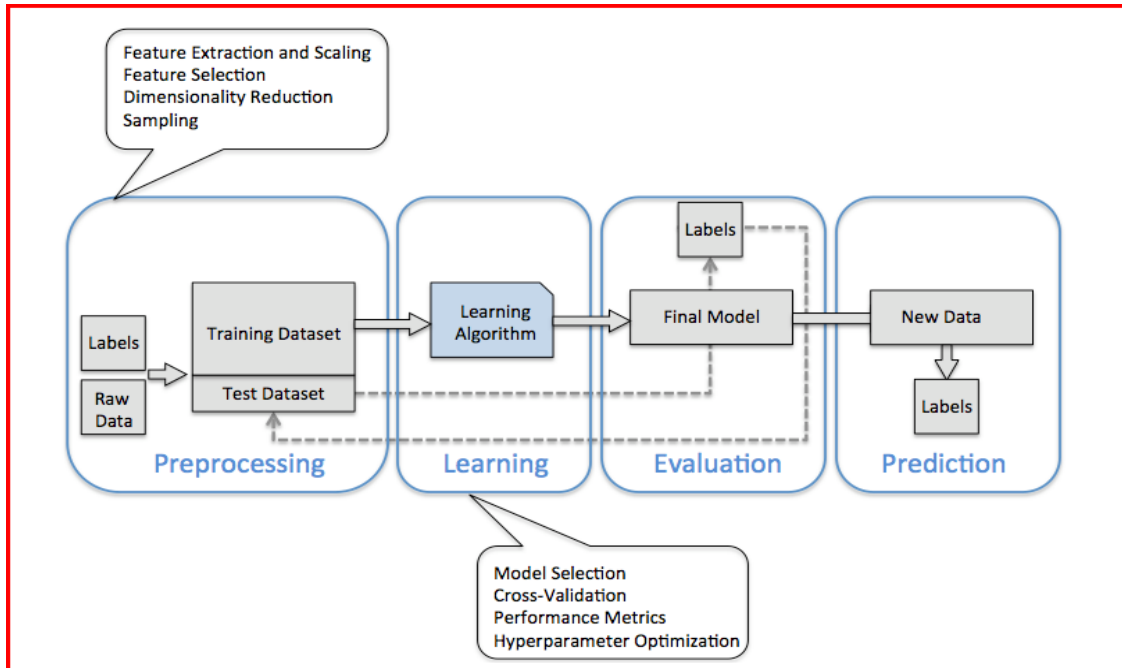 Feature Extraction and Scaling
Feature Selection
Dimensionality Reduction
Sampling
Labels
Raw
Data
Training Dataset
Test Dataset
Preprocessing
Learning
Algorithm
Learning
Labels
Final Model
Evaluation
New Data
Labels
Prediction
Model Selection
Cross-Validation
Performance Metrics
Hyperparameter Optimization